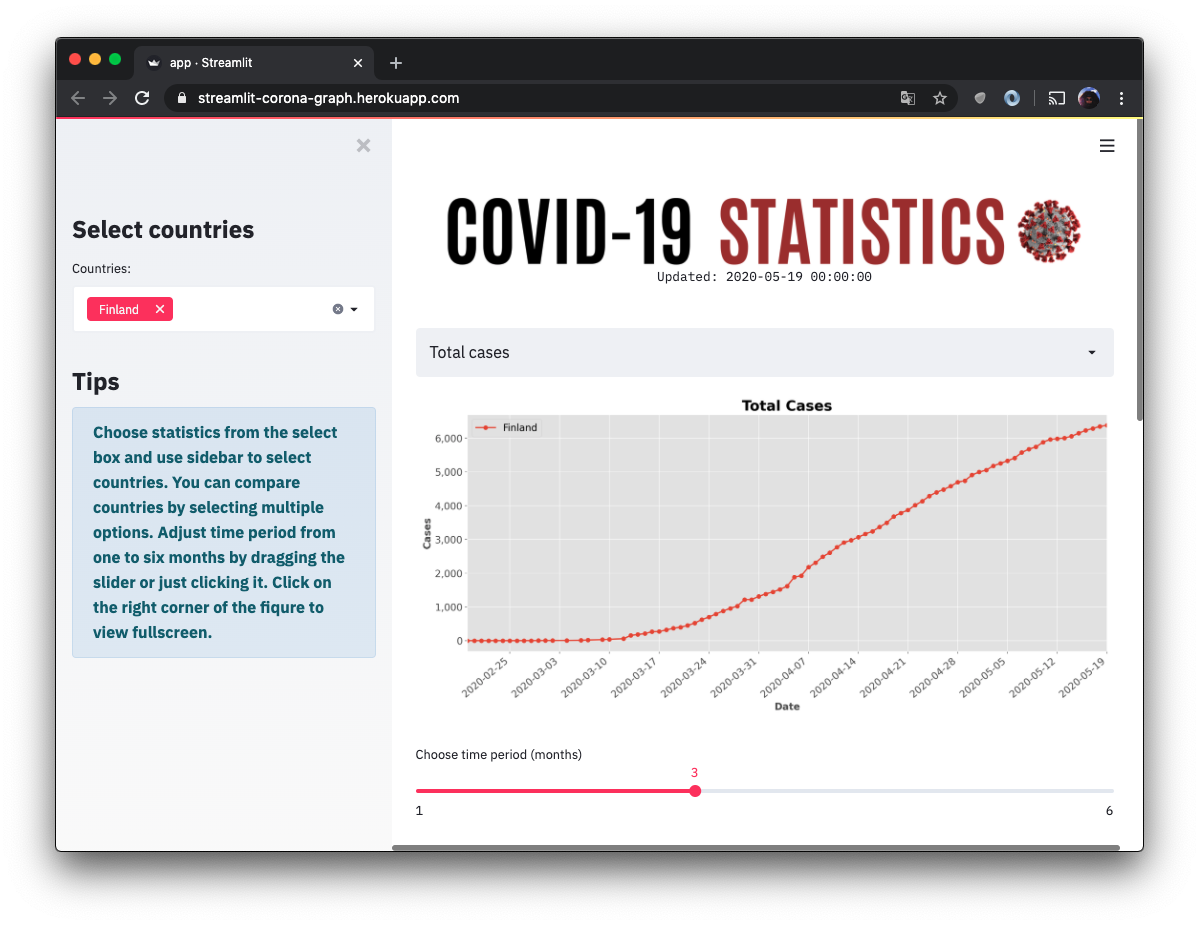 app · Streamlit
streamlit-corona-graph.herokuapp.com
Select countries
Countries:
Finland
Tips
Choose statistics from the select
box and use sidebar to select
countries. You can compare
countries by selecting multiple
options. Adjust time period from
one to six months by dragging the
slider or just clicking it. Click on
the right corner of the fiqure to
view fullscreen.
COVID-19 STATISTICS
Updated: 2020-05-19 00:00:00
Total cases
Total Cases
Finland
6,000
5,000
4,000
3,000
2,000
1,000
0
Cases
2020-02-25
2020-03-03
2020-03-10
2020-03-17
2020-03-24
2020-03-31
2020-04-07
2020-04-14
2020-04-21
2020-04-28
2020-05-05
2020-05-12
2020-05-19
Date
Choose time period (months)
3
1
6